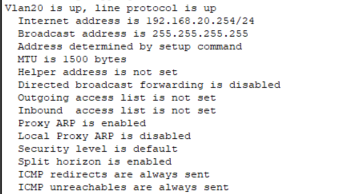 Vlan20 is up, line protocol is up
Internet address is 192.168.20.254/24
Broadcast address is 255.255.255.255
Address determined by setup command
MTU is 1500 bytes
Helper address is not set
Directed broadcast forwarding is disabled
Outgoing access list is not set
Inbound  access list is not set
Proxy ARP is enabled
Local Proxy ARP is disabled
Security level is default
Split horizon is enabled
ICMP redirects are always sent
ICMP unreachables are always sent